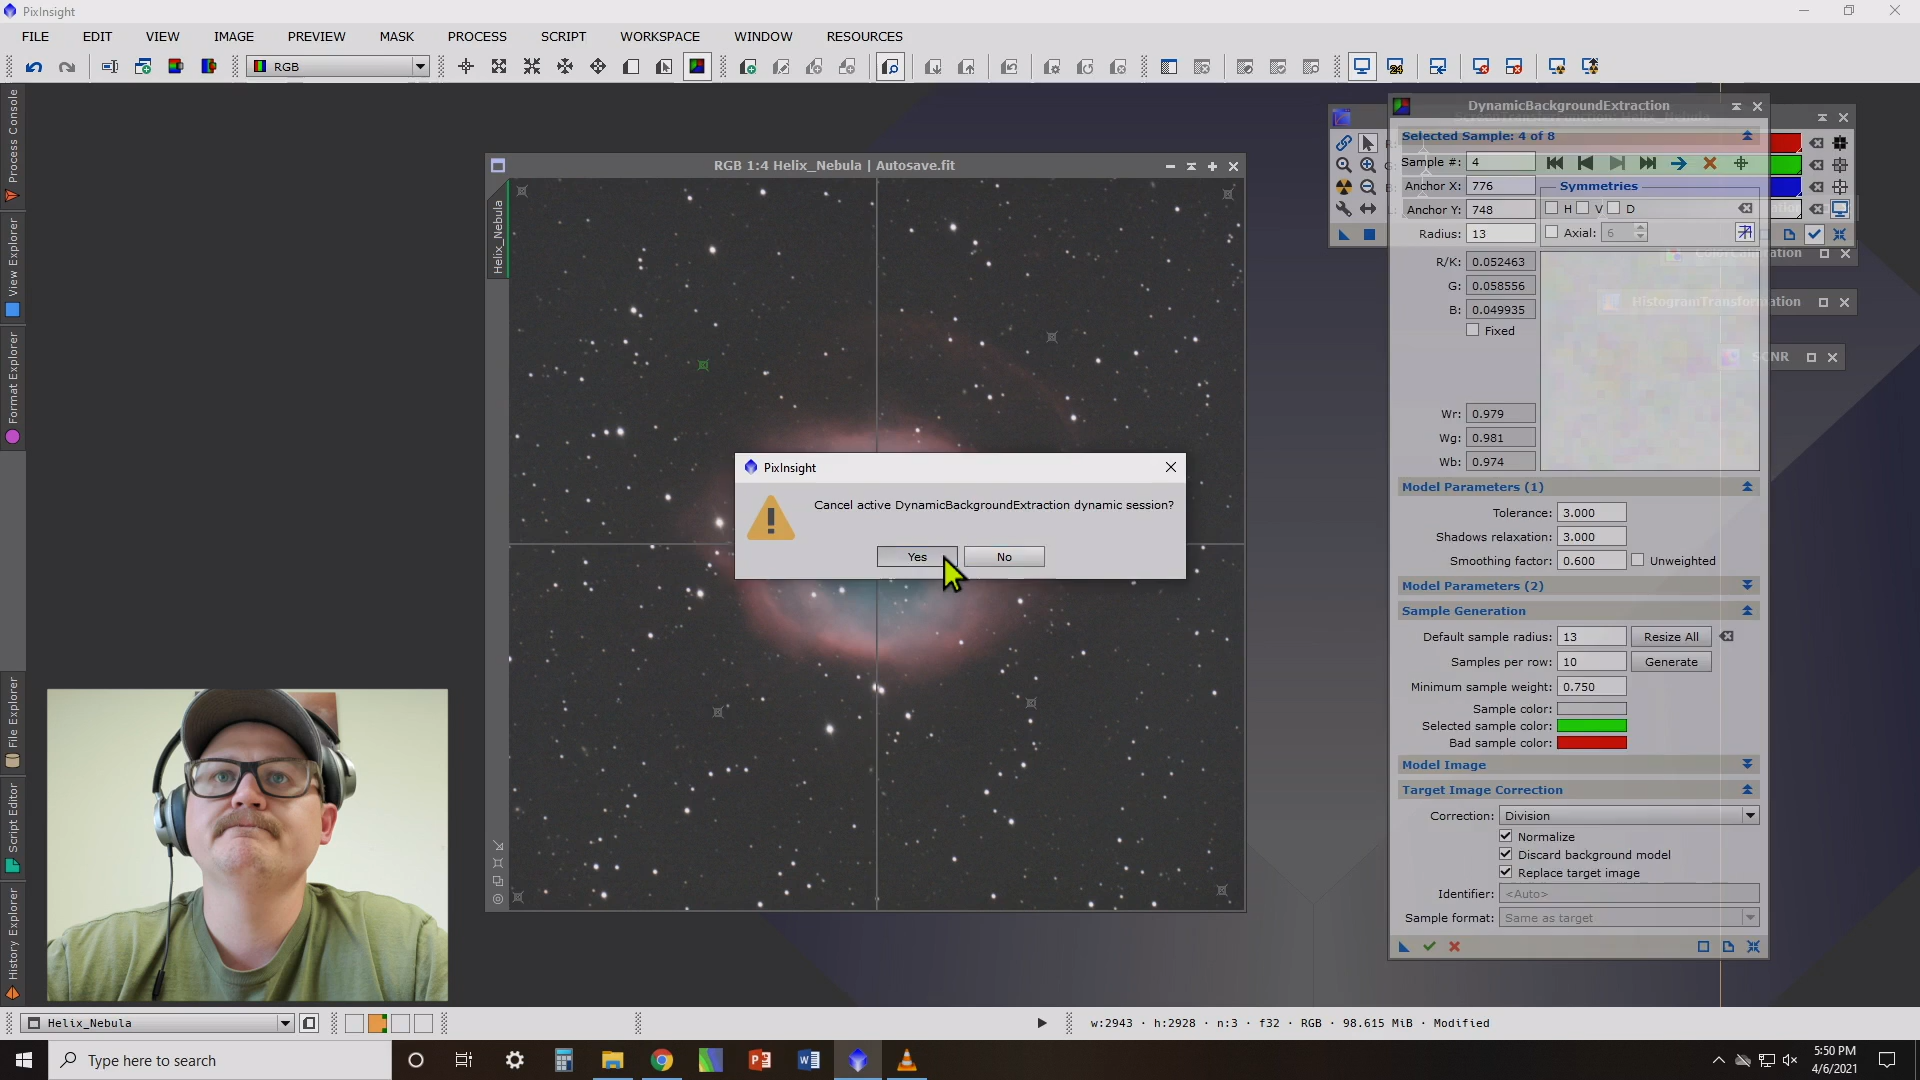 PixInsight
FILE EDIT VIEW IMAGE PREVIEW MASK PROCESS SCRIPT WORKSPACE WINDOW RESOURCES
RGB
24
Process Console
View Explorer
Format Explorer
File Explorer
Script Editor
History Explorer
RGB 1:4 Helix_Nebula | Autosave.fit
Helix_Nebula
PixInsight
Cancel active DynamicBackgroundExtraction dynamic session?
Yes No
DynamicBackgroundExtraction
Selected Sample: 4 of 8
Sample #: 4
Anchor X: 776
Symmetries
Anchor Y: 748
H V D
Radius: 13
Axial: 6
R/K: 0.052463
G: 0.058556
B: 0.049935
Fixed
Wr: 0.979
Wg: 0.981
Wb: 0.974
Model Parameters (1)
Tolerance: 3.000
Shadows relaxation: 3.000
Smoothing factor: 0.600 Unweighted
Model Parameters (2)
Sample Generation
Default sample radius: 13 Resize All
Samples per row: 10 Generate
Minimum sample weight: 0.750
Sample color:
Selected sample color:
Bad sample color:
Model Image
Target Image Correction
Correction: Division
Normalize
Discard background model
Replace target image
Identifier: <Auto>
Sample format: Same as target
ColorCalibration
HistogramTransformation
SCNR
Helix_Nebula
w:2943 · h:2928 · n:3 · f32 · RGB · 98.615 MiB · Modified
Type here to search
5:50 PM
4/6/2021